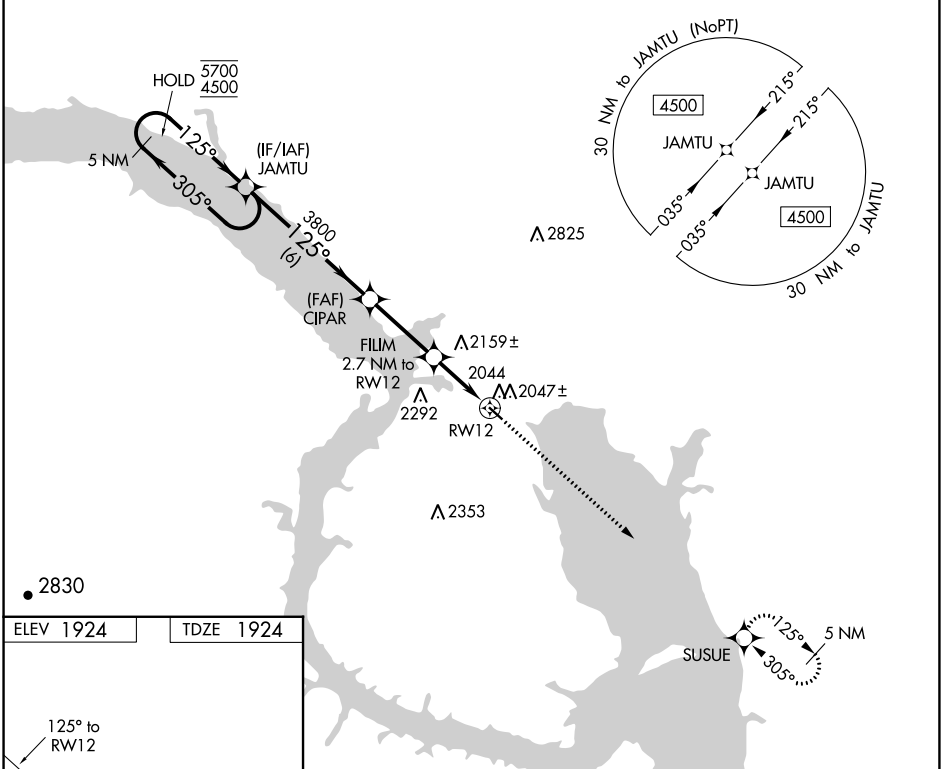 HOLD 5700
4500
125°
5 NM
305°
(IF/IAF)
JAMTU
3800
125°
(6)
(FAF)
CIPAR
FILIM
2.7 NM to
RW12
2159±
2044
2047±
2292
RW12
2825
2353
2830
30 NM to JAMTU (NoPT)
4500
215°
JAMTU
035°
215°
JAMTU
4500
035°
30 NM to JAMTU
SUSUE
125°
5 NM
305°
ELEV 1924
TDZE 1924
125° to
RW12